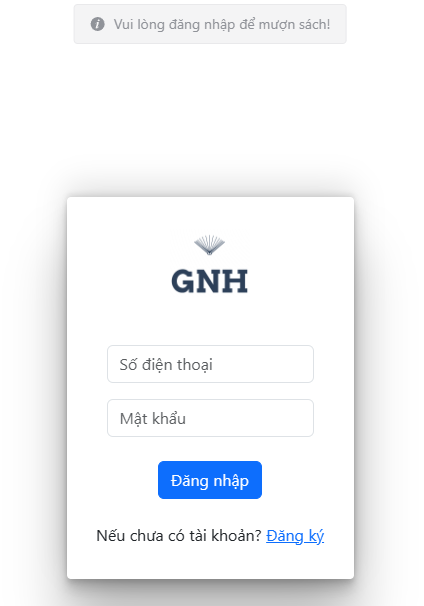 Vui lòng đăng nhập để mượn sách!
GNH
Số điện thoại
Mật khẩu
Đăng nhập
Nếu chưa có tài khoản? Đăng ký